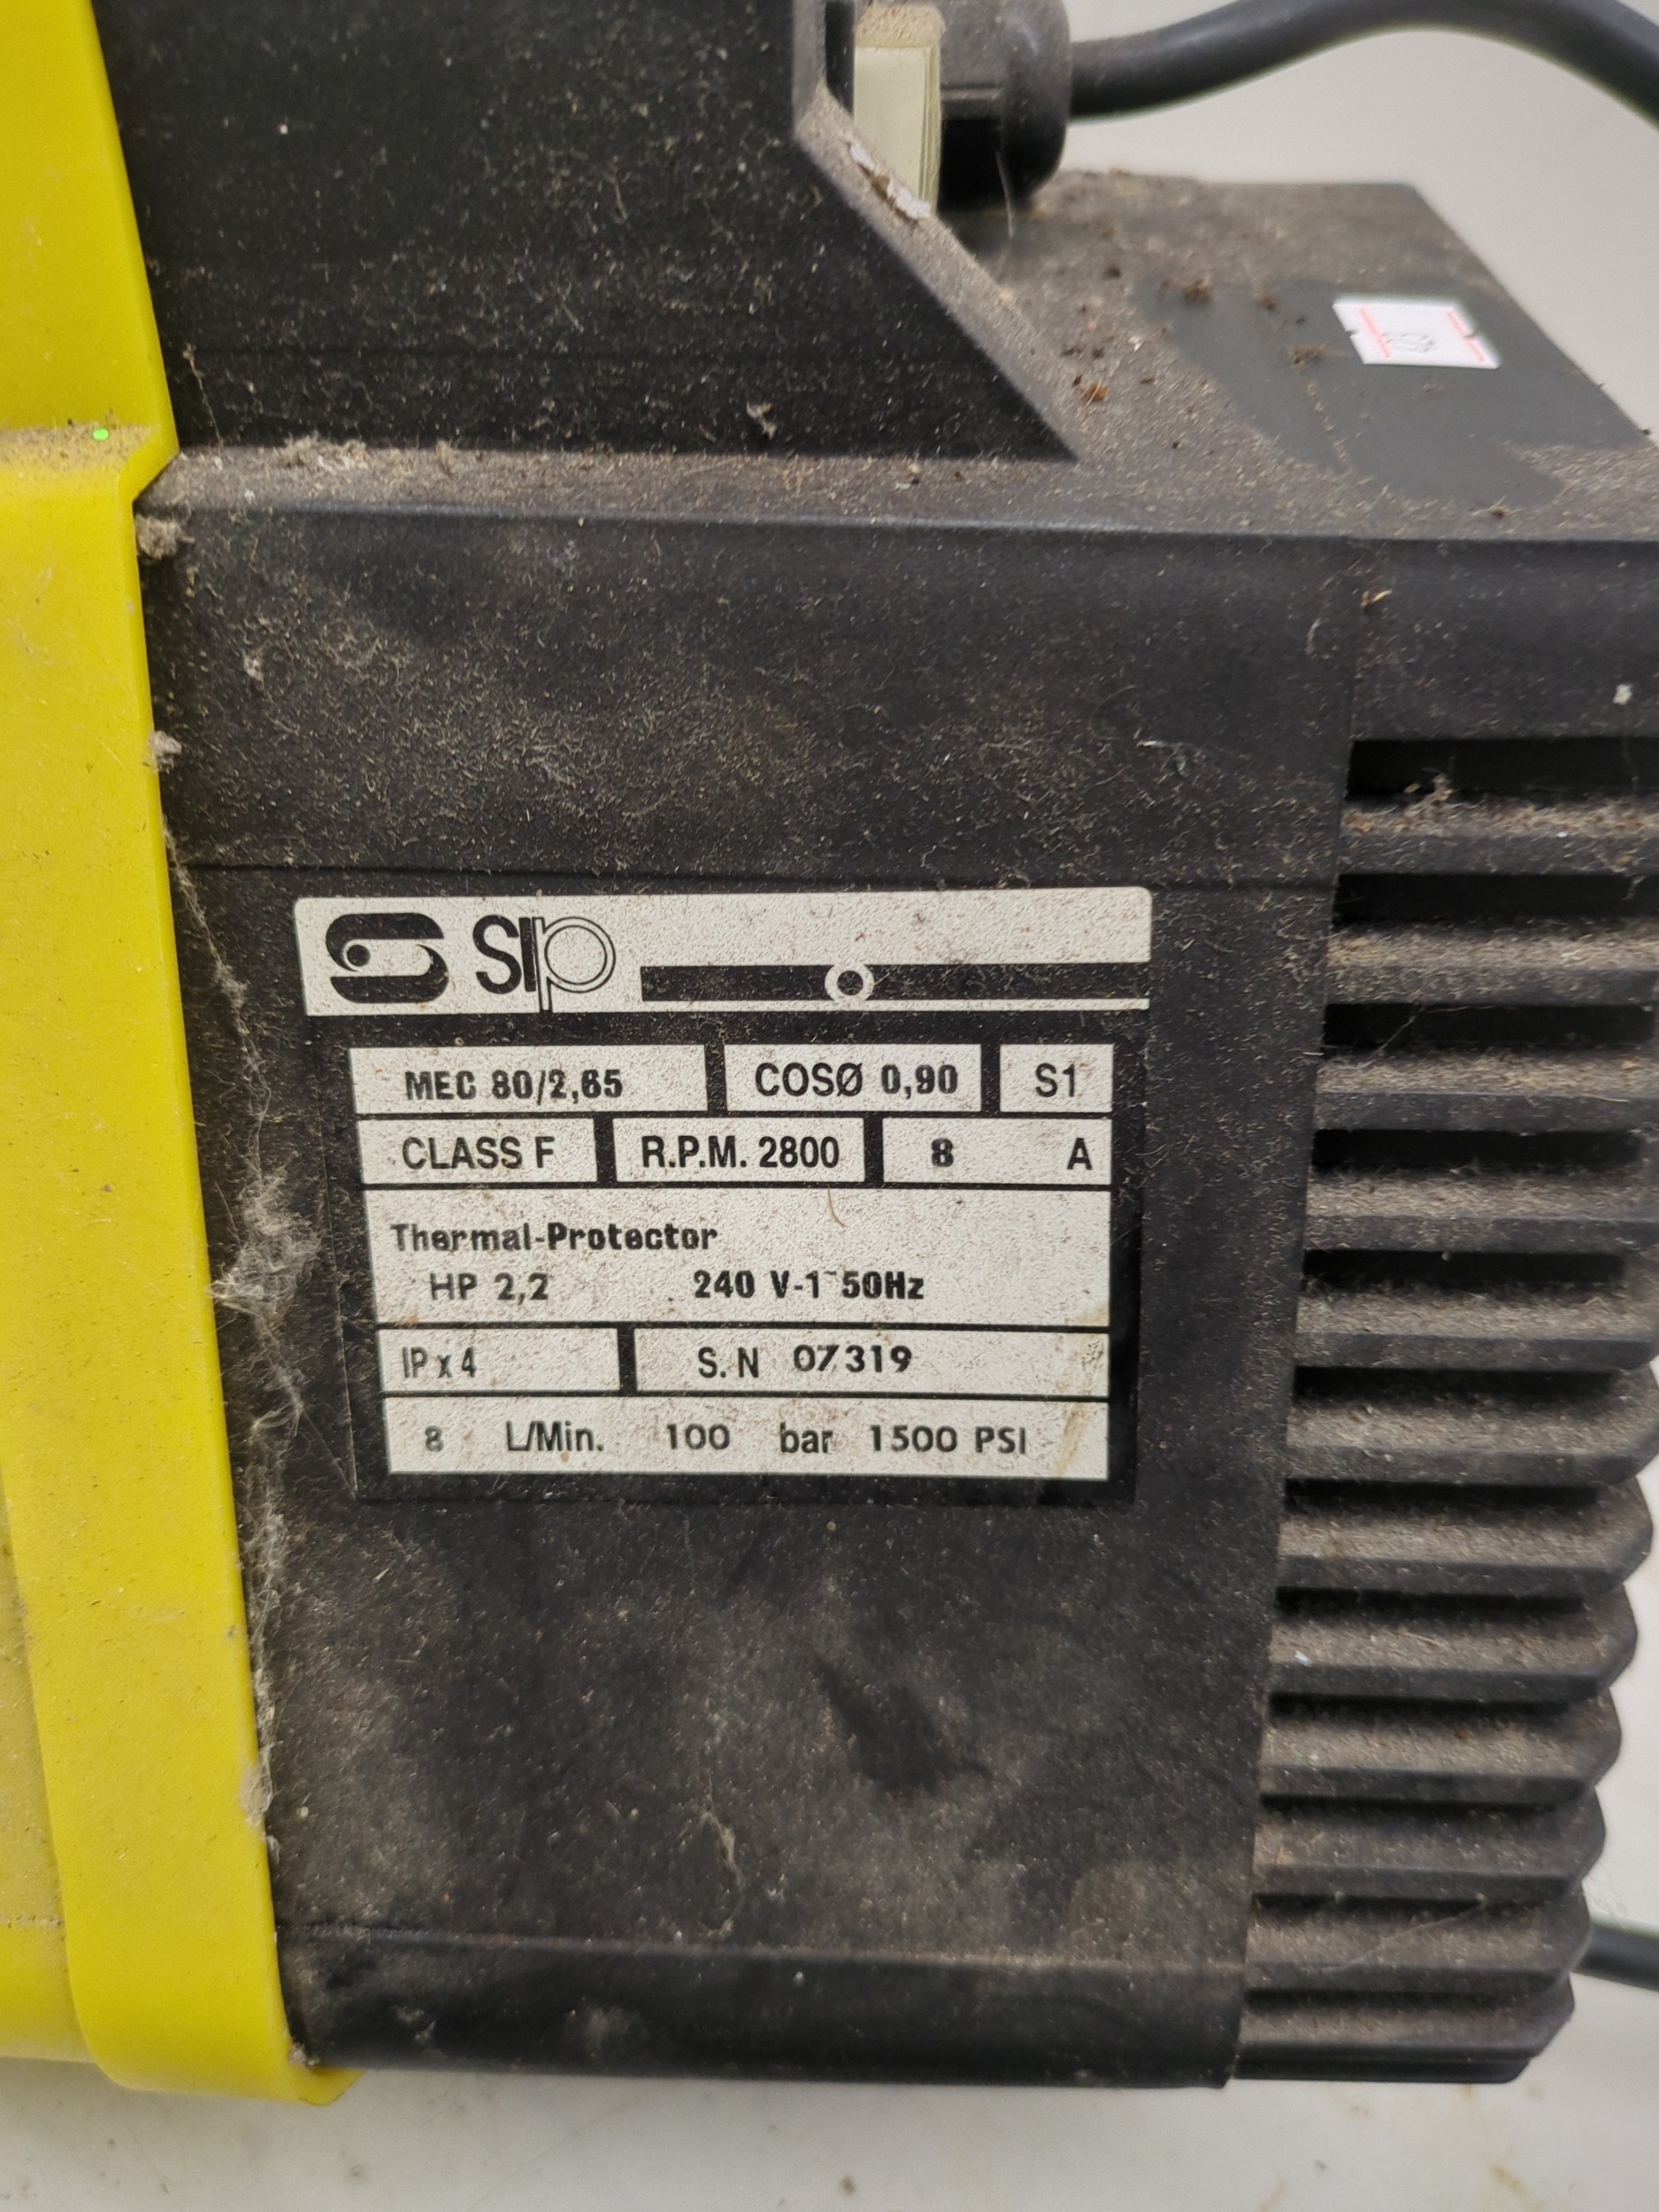 SIP
MEC 80/2,65 COSØ 0,90 S1
CLASS F R.P.M. 2800 8 A
Thermal-Protector
HP 2,2 240 V-1~50Hz
IP x 4 S. N 07319
8 L/Min. 100 bar 1500 PSI